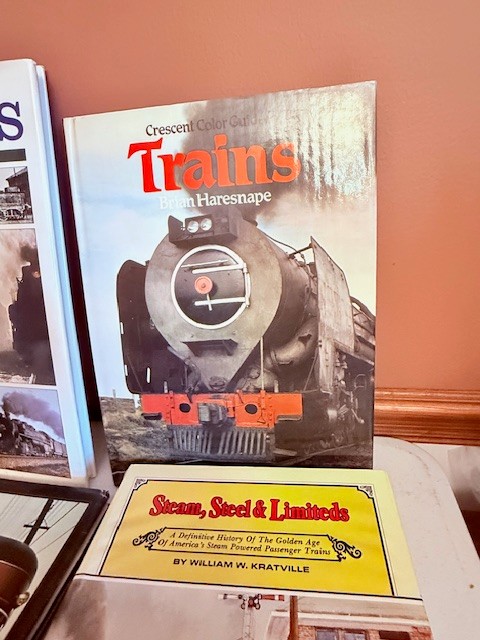 S
Crescent Color Guide
Trains
Brian Haresnape
Steam, Steel & Limiteds
A Definitive History Of The Golden Age
Of America's Steam Powered Passenger Trains
BY WILLIAM W. KRATVILLE